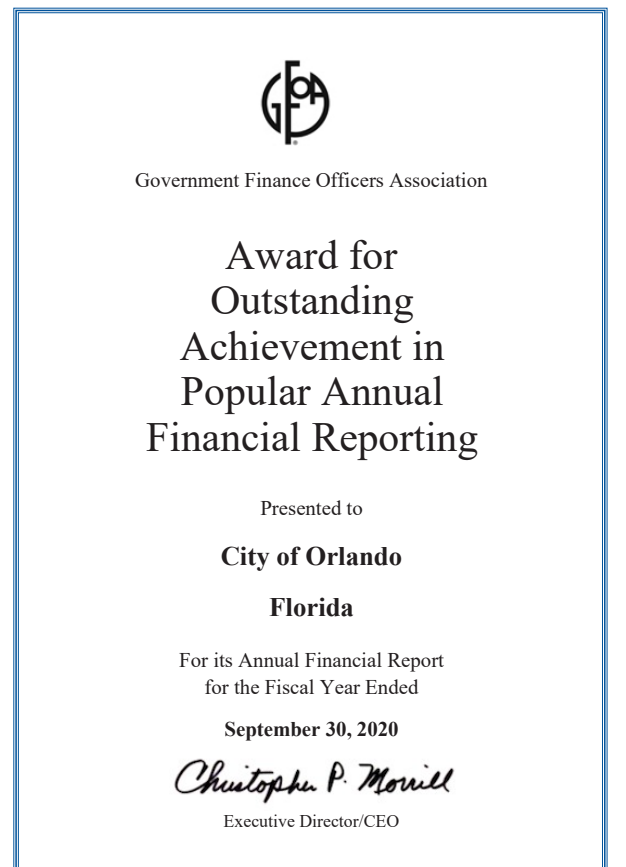 GFOA
Government Finance Officers Association
Award for
Outstanding
Achievement in
Popular Annual
Financial Reporting
Presented to
City of Orlando
Florida
For its Annual Financial Report
for the Fiscal Year Ended
September 30, 2020
Christopher P. Morrill
Executive Director/CEO